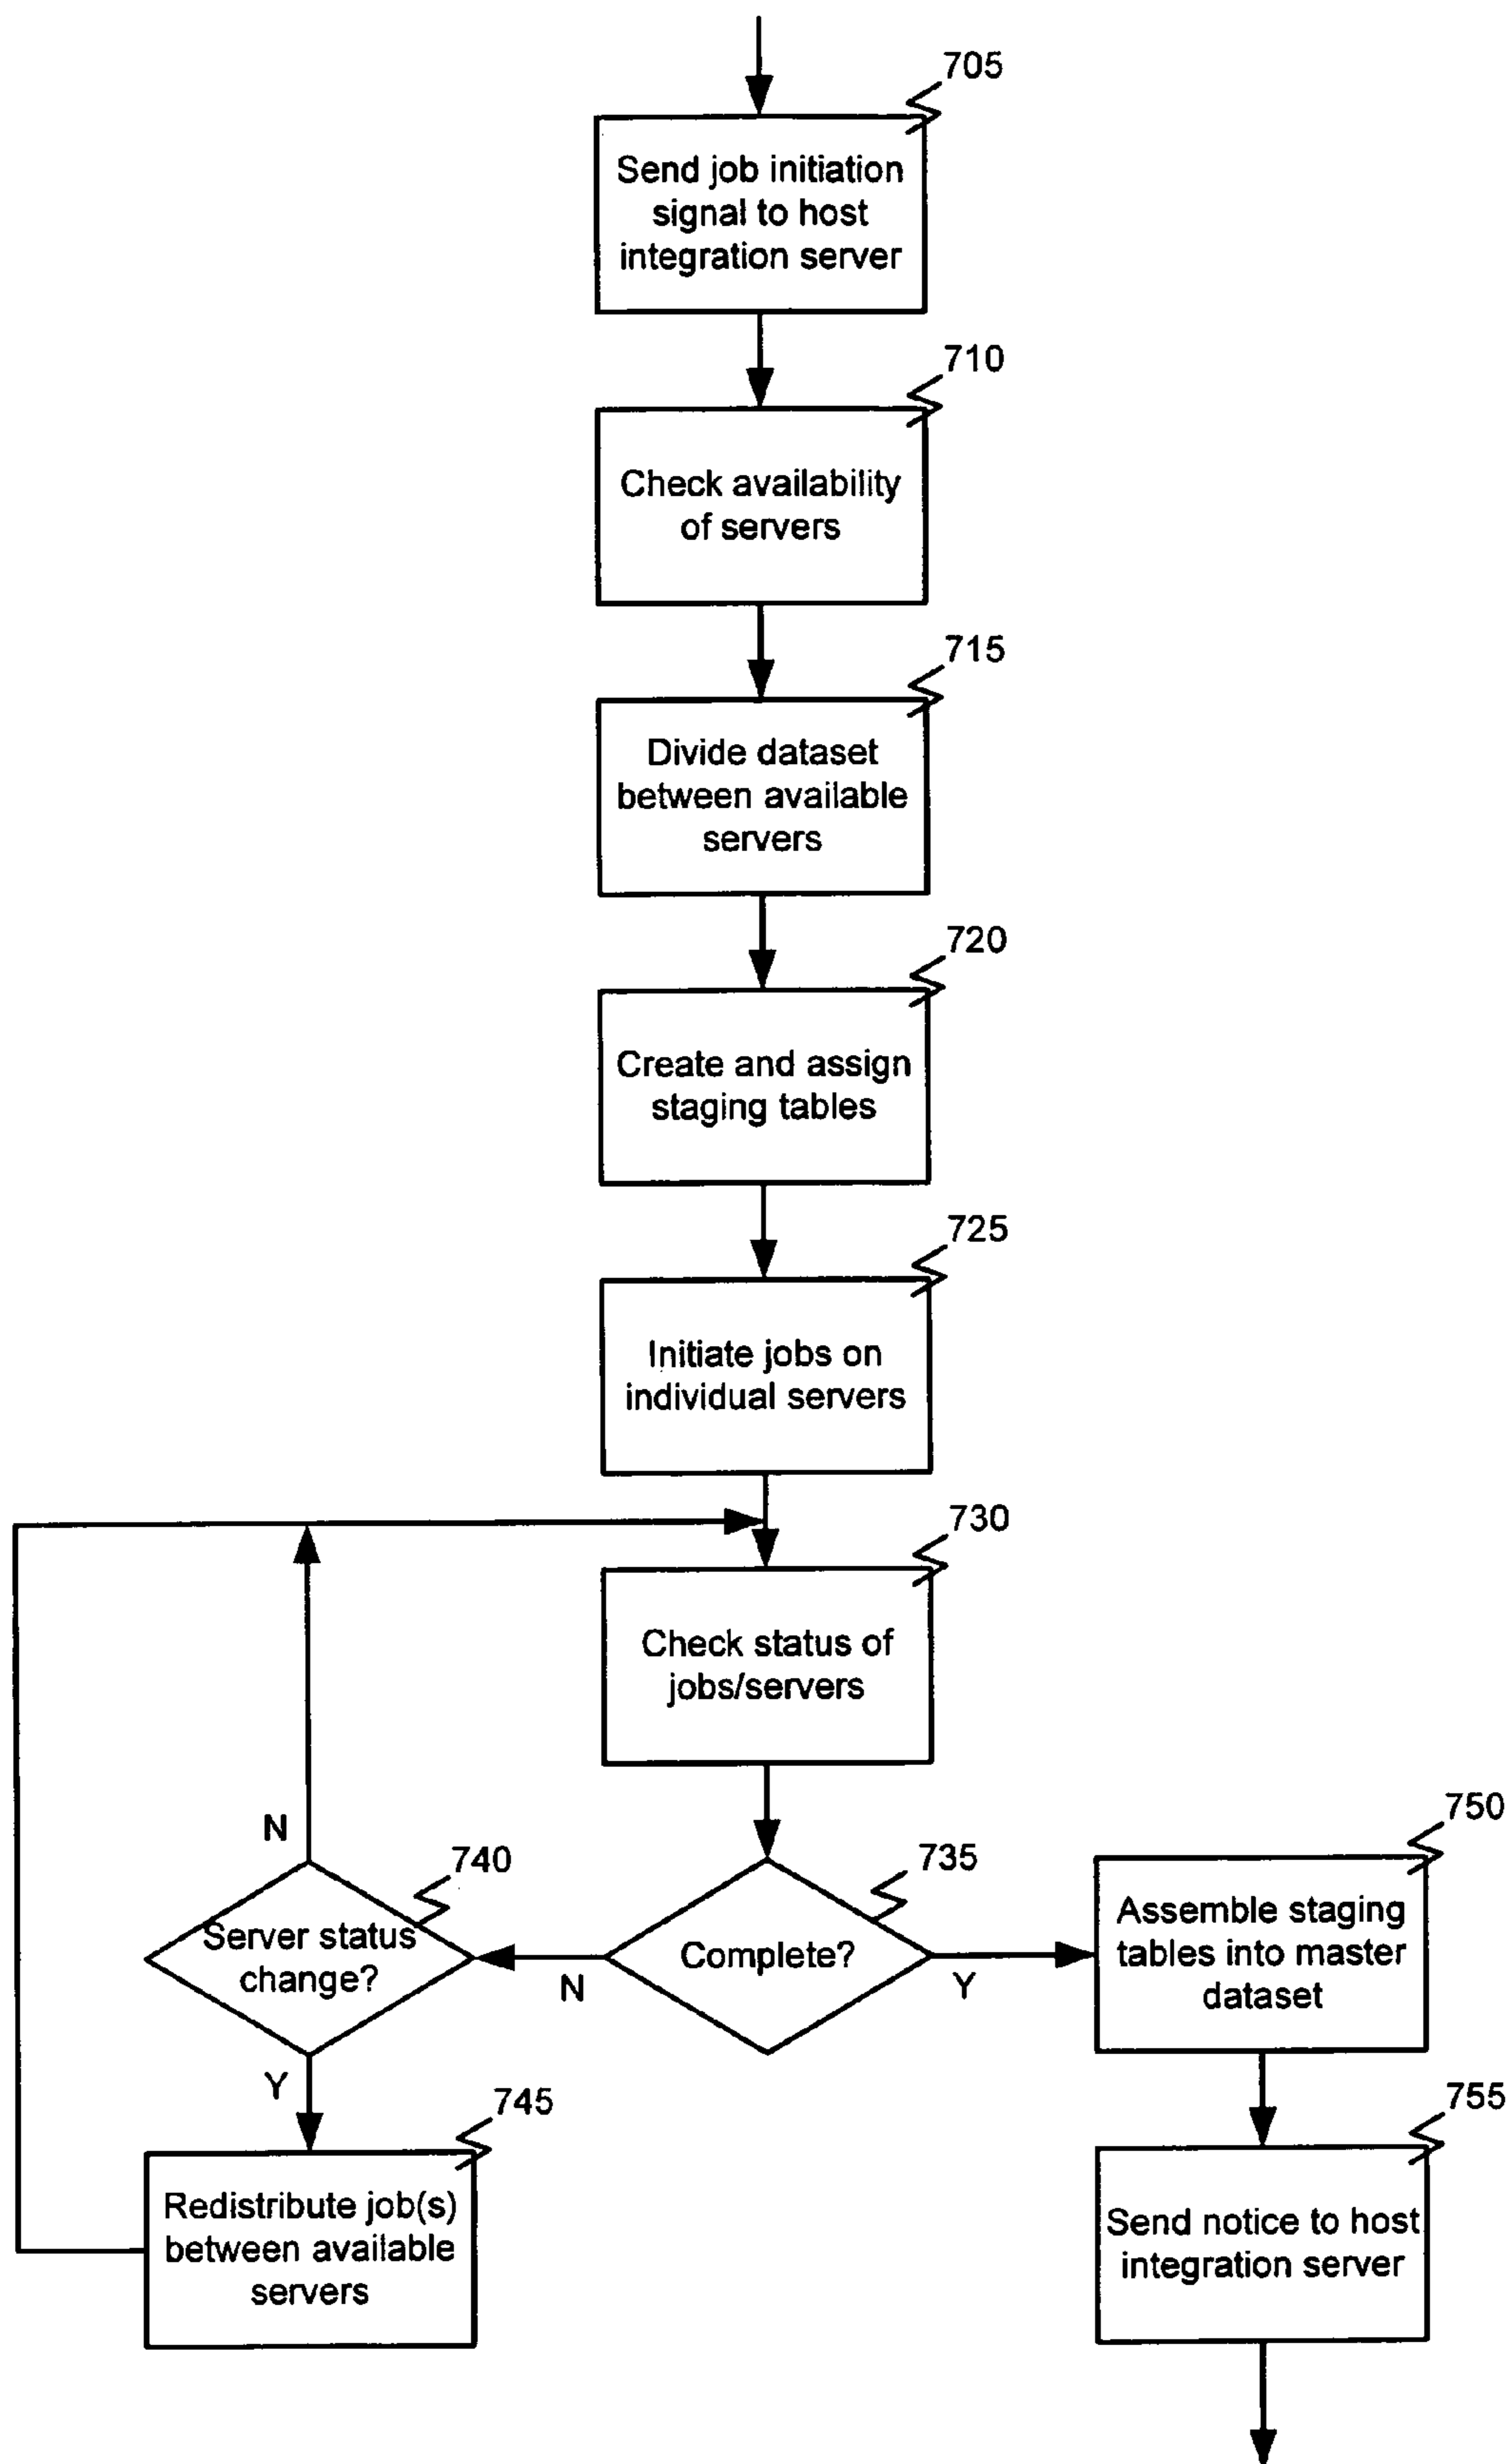 705
Send job initiation
signal to host
integration server
710
Check availability
of servers
715
Divide dataset
between available
servers
720
Create and assign
staging tables
725
Initiate jobs on
individual servers
730
Check status of
jobs/servers
735
Complete?
N
Y
740
Server status
change?
N
Y
745
Redistribute job(s)
between available
servers
750
Assemble staging
tables into master
dataset
755
Send notice to host
integration server